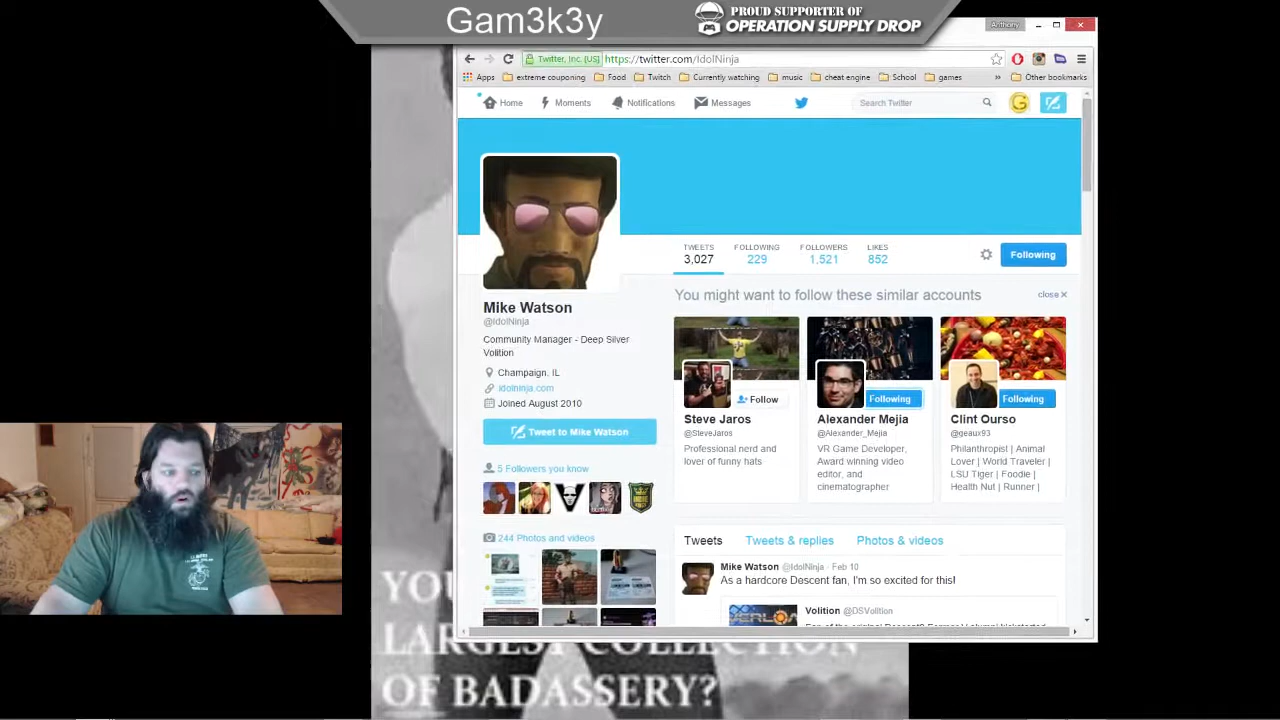 Gam3k3y
PROUD SUPPORTER OF
OPERATION SUPPLY DROP
Anthony
Twitter, Inc. [US]
https://twitter.com/IdolNinja
Apps
extreme couponing
Food
Twitch
Currently watching
music
cheat engine
School
games
»
Other bookmarks
Home
Moments
Notifications
Messages
Search Twitter
TWEETS
FOLLOWING
FOLLOWERS
LIKES
3,027
229
1,521
852
Following
Mike Watson
@IdolNinja
Community Manager - Deep Silver
Volition
Champaign, IL
idolninja.com
Joined August 2010
Tweet to Mike Watson
5 Followers you know
244 Photos and videos
You might want to follow these similar accounts
close
Follow
Steve Jaros
@SteveJaros
Professional nerd and
lover of funny hats
Following
Alexander Mejia
@Alexander_Mejia
VR Game Developer,
Award winning video
editor, and
cinematographer
Following
Clint Ourso
@geaux93
Philanthropist | Animal
Lover | World Traveler |
LSU Tiger | Foodie |
Health Nut | Runner |
Tweets
Tweets & replies
Photos & videos
Mike Watson @IdolNinja · Feb 10
As a hardcore Descent fan, I'm so excited for this!
Volition @DSVolition
LARGEST COLLECTION
OF BADASSERY?